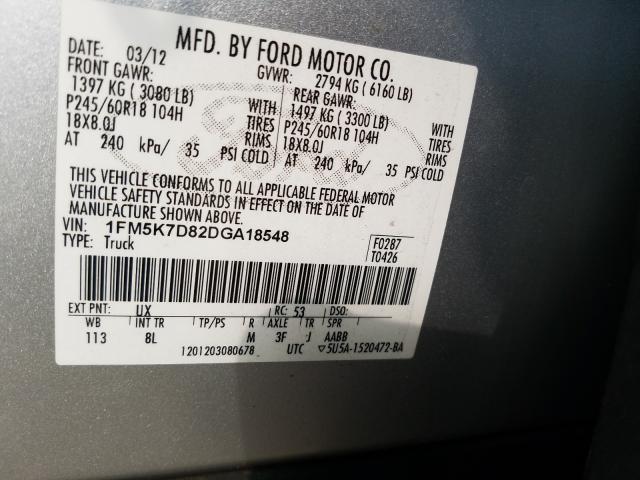 MFD. BY FORD MOTOR CO.
DATE: 03/12 GVWR: 2794 KG ( 6160 LB)
FRONT GAWR: REAR GAWR:
1397 KG ( 3080 LB) WITH 1497 KG ( 3300 LB) WITH
P245/60R18 104H TIRES P245/60R18 104H TIRES
18X8.0J RIMS 18X8.0J RIMS
AT 240 kPa/ 35 PSI COLD AT 240 kPa/ 35 PSI COLD
THIS VEHICLE CONFORMS TO ALL APPLICABLE FEDERAL MOTOR
VEHICLE SAFETY STANDARDS IN EFFECT ON THE DATE OF
MANUFACTURE SHOWN ABOVE.
VIN: 1FM5K7D82DGA18548 F0287
TYPE: Truck T0426
EXT PNT: UX RC: 53 DSO:
WB INT TR TP/PS R AXLE TR SPR
113 8L M 3F J AABB
1201203080678 UTC ▽5U5A-1520472-BA